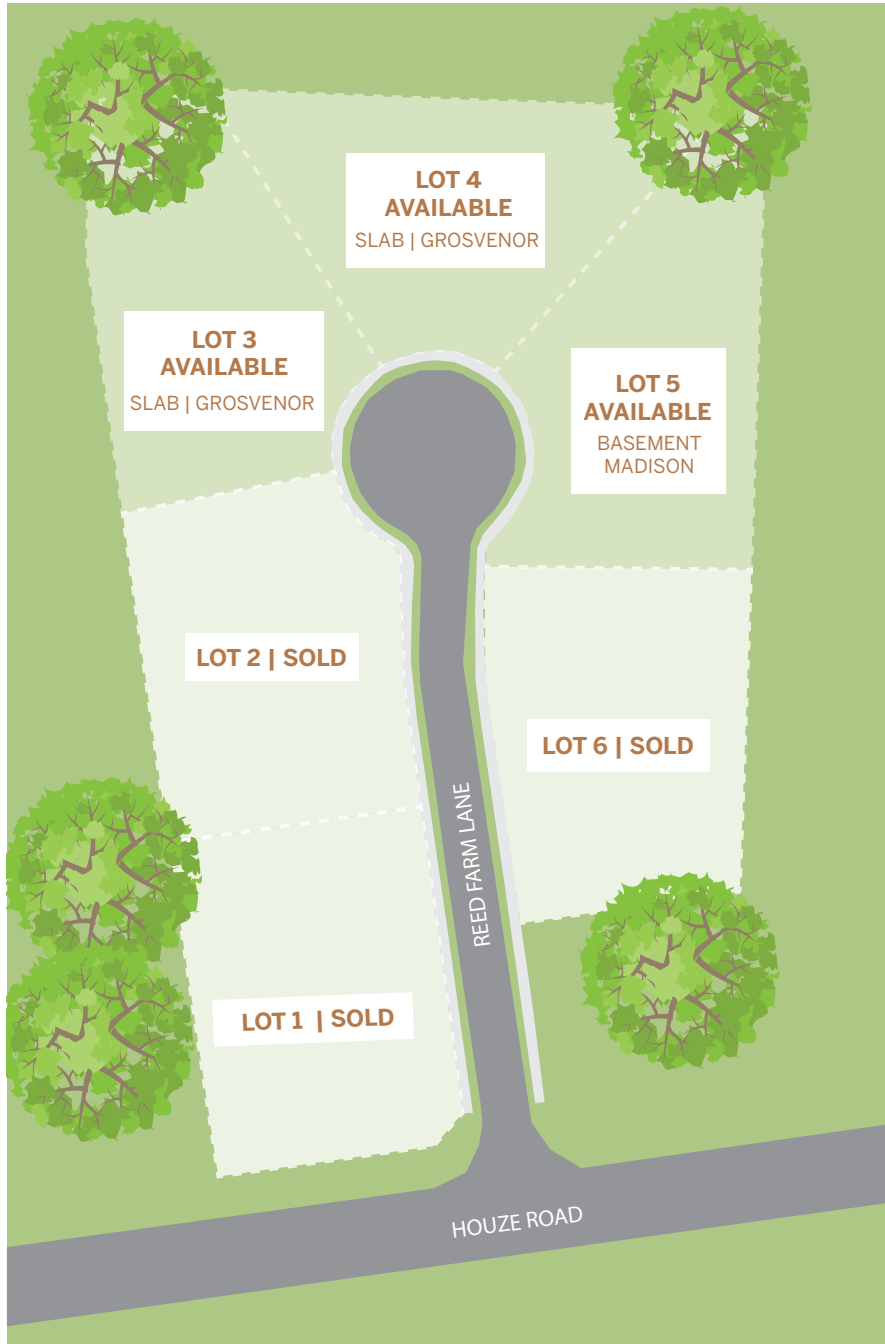 LOT 4
AVAILABLE
SLAB | GROSVENOR
LOT 3
AVAILABLE
SLAB | GROSVENOR
LOT 5
AVAILABLE
BASEMENT
MADISON
LOT 2 | SOLD
LOT 6 | SOLD
REED FARM LANE
LOT 1 | SOLD
HOUZE ROAD